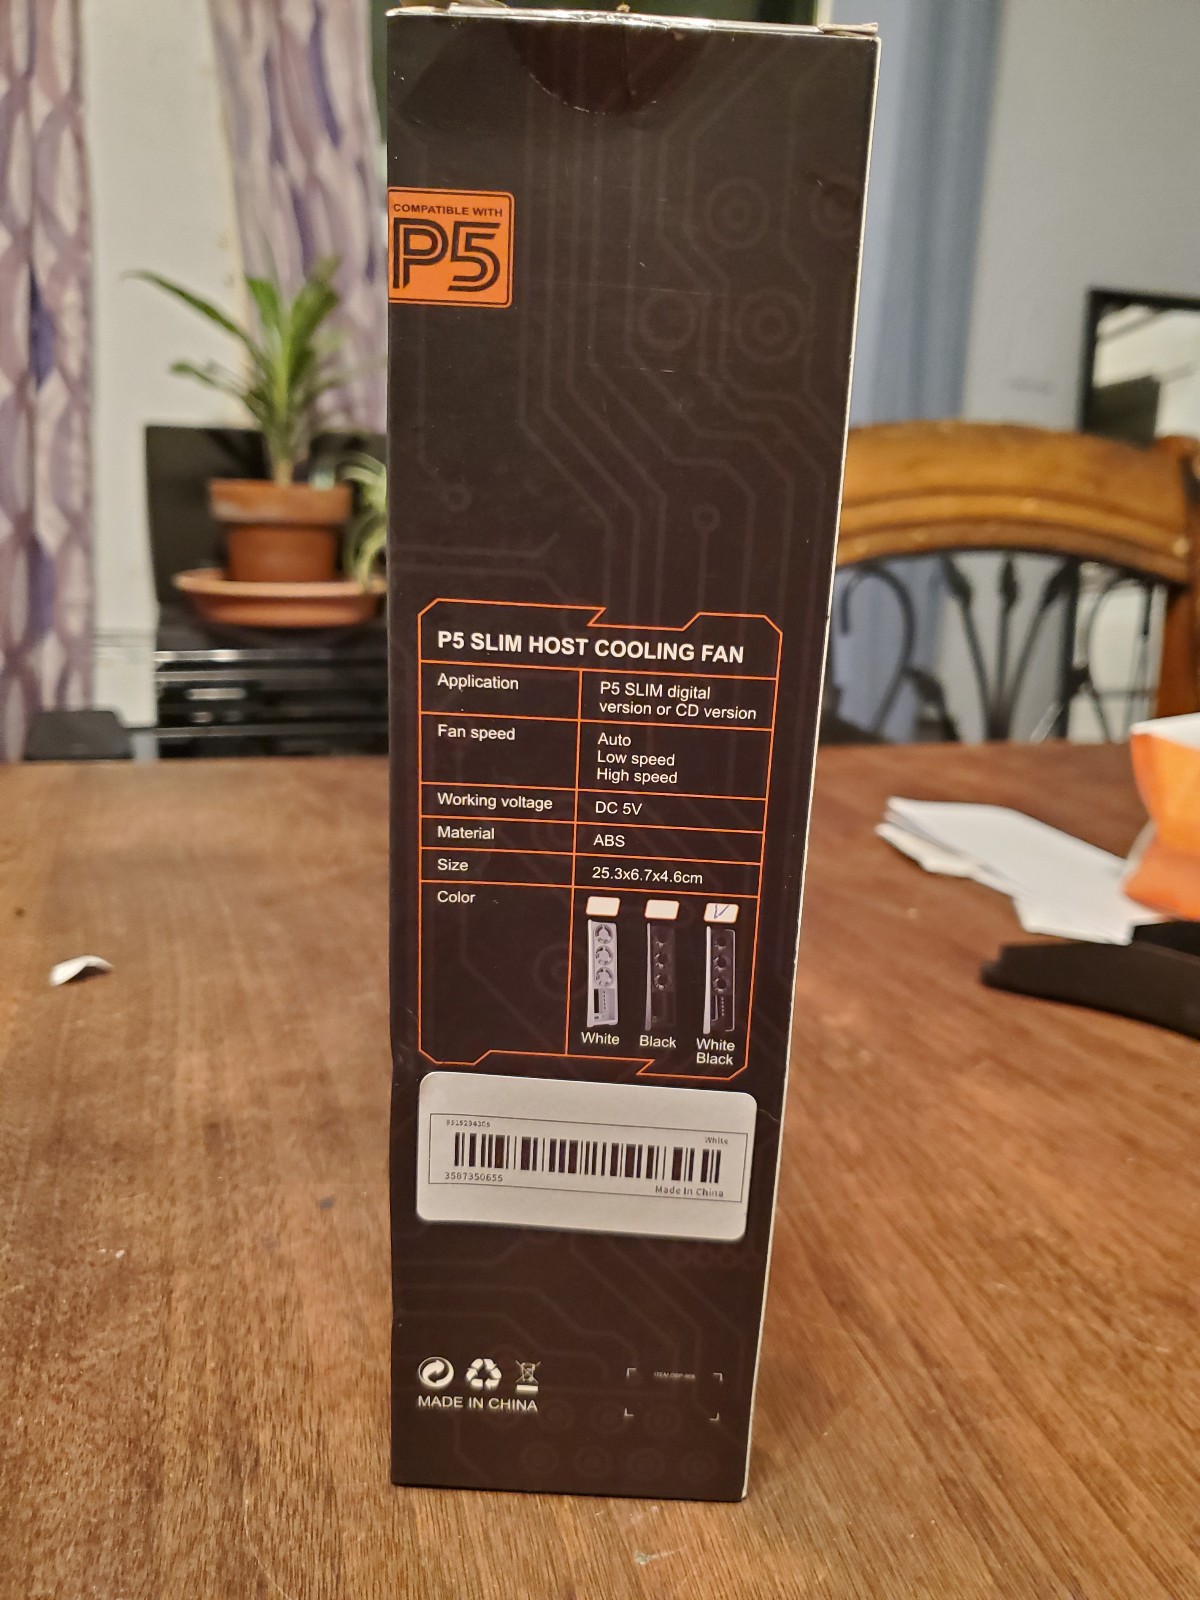 COMPATIBLE WITH
P5
P5 SLIM HOST COOLING FAN
Application
P5 SLIM digital
version or CD version
Fan speed
Auto
Low speed
High speed
Working voltage
DC 5V
Material
ABS
Size
25.3x6.7x4.6cm
Color
White
Black
White
Black
White
3587350655
Made In China
MADE IN CHINA